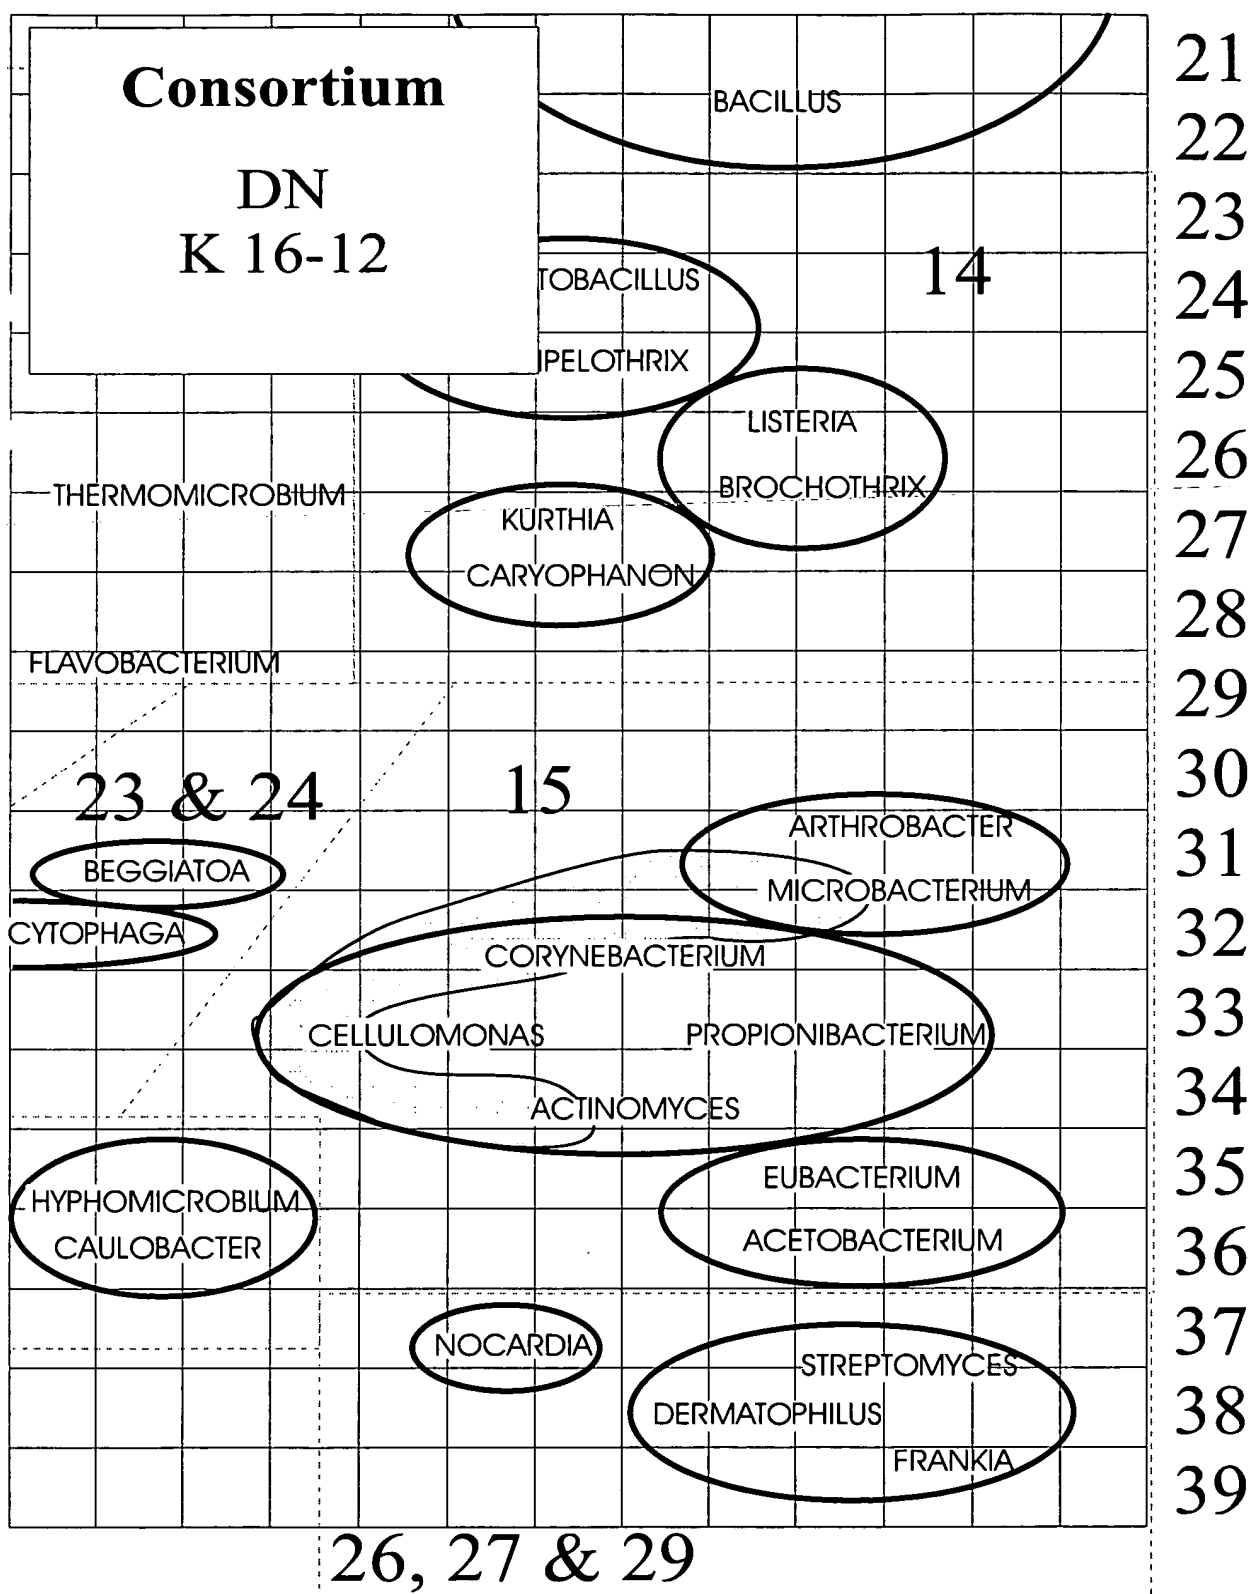 Consortium
DN
K 16-12
BACILLUS
21
22
23
TOBACILLUS
14
24
IPELOTHRIX
25
LISTERIA
26
BROCHOTHRIX
THERMOMICROBIUM
KURTHIA
27
CARYOPHANON
28
FLAVOBACTERIUM
29
23 & 24
15
30
ARTHROBACTER
31
BEGGIATOA
MICROBACTERIUM
CYTOPHAGA
32
CORYNEBACTERIUM
33
CELLULOMONAS
PROPIONIBACTERIUM
34
ACTINOMYCES
35
EUBACTERIUM
HYPHOMICROBIUM
CAULOBACTER
ACETOBACTERIUM
36
37
NOCARDIA
STREPTOMYCES
DERMATOPHILUS
38
FRANKIA
39
26, 27 & 29